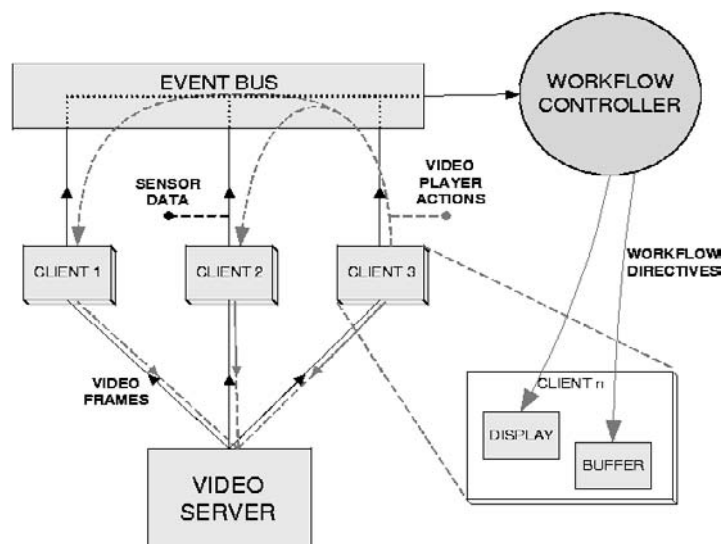 EVENT BUS
WORKFLOW
CONTROLLER
SENSOR
DATA
VIDEO
PLAYER
ACTIONS
CLIENT 1
CLIENT 2
CLIENT 3
WORKFLOW
DIRECTIVES
VIDEO
FRAMES
CLIENT n
DISPLAY
BUFFER
VIDEO
SERVER